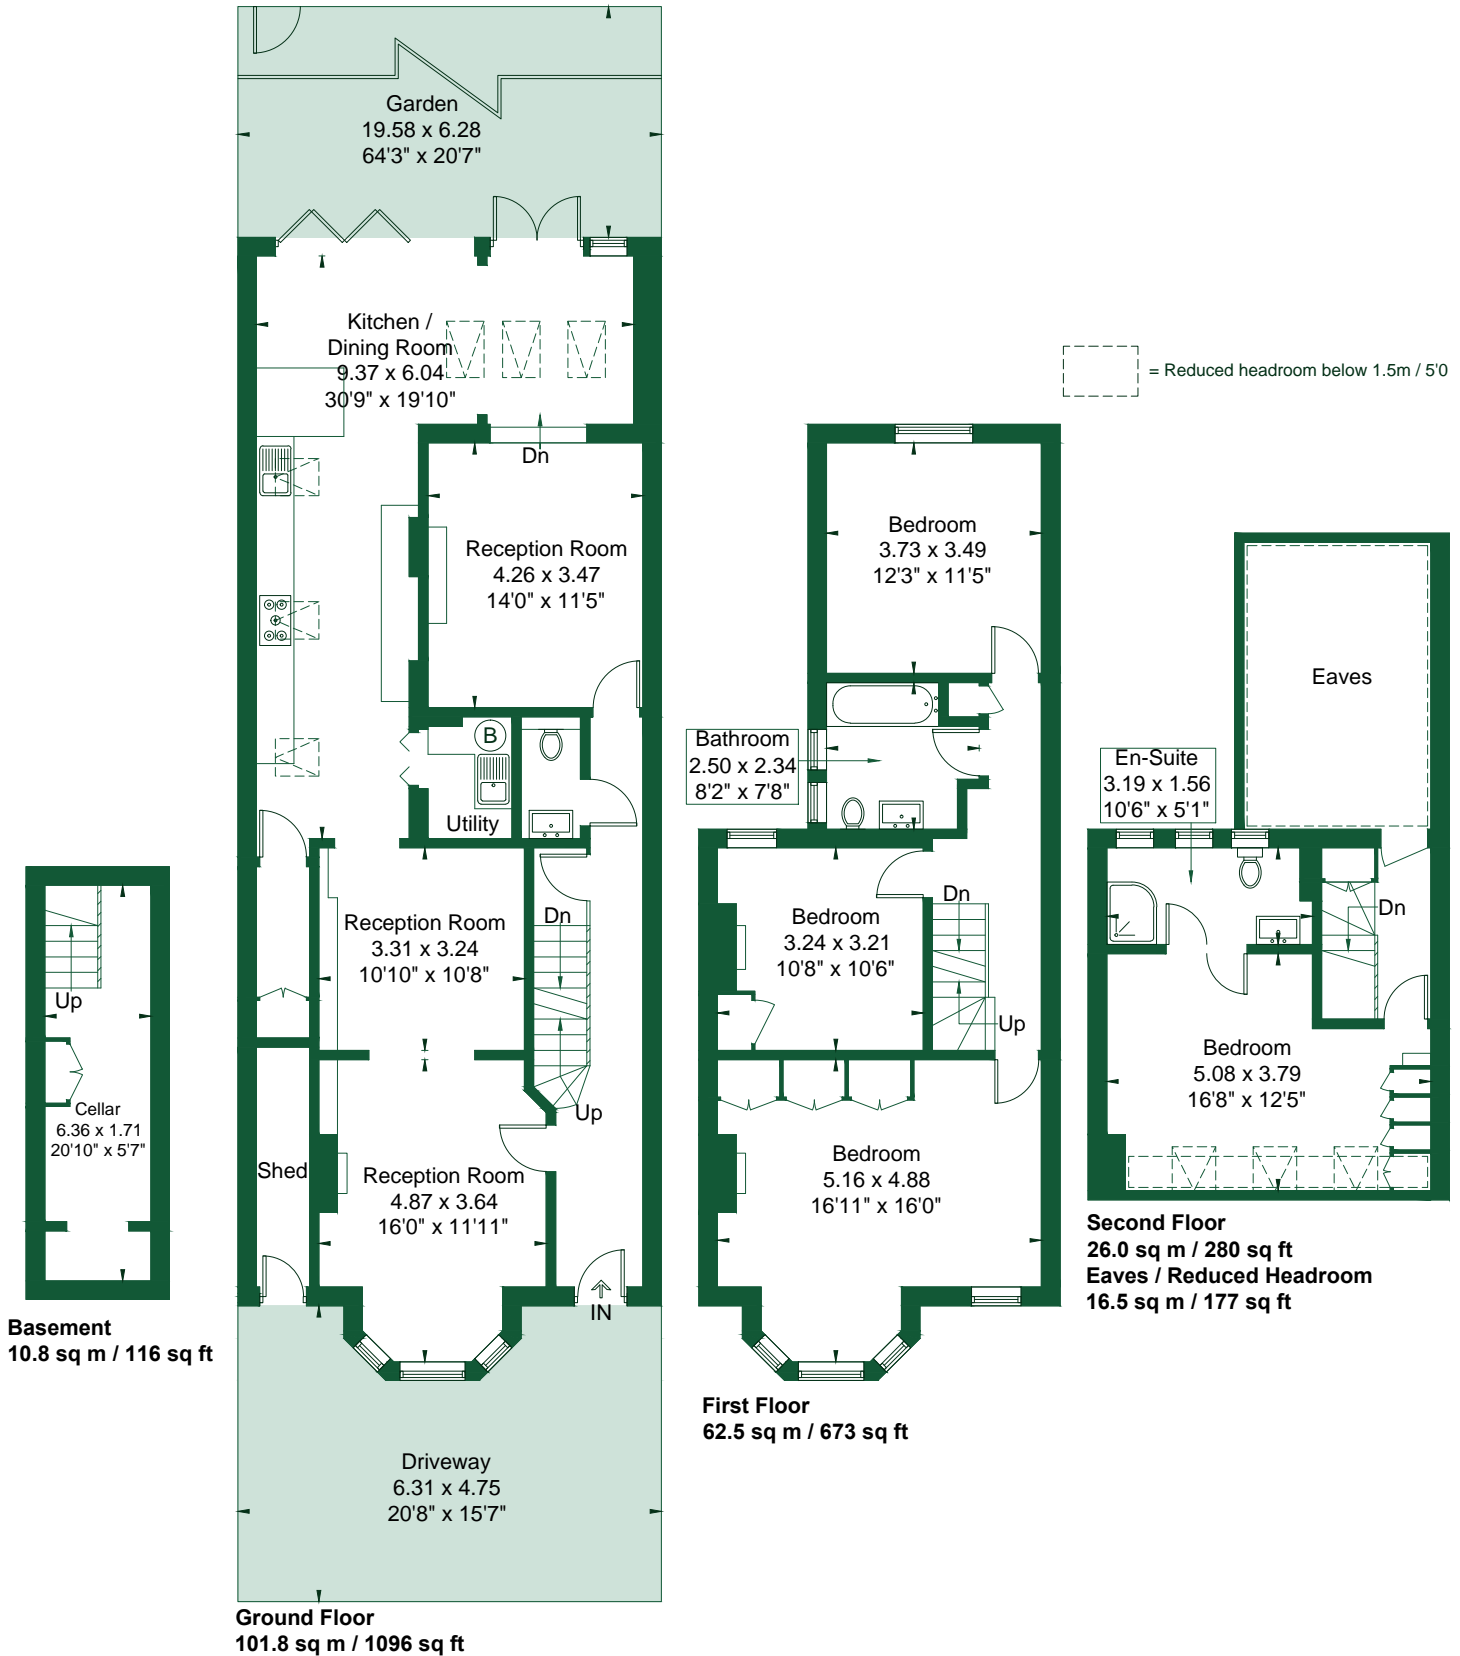 Garden
19.58 x 6.28
64'3" x 20'7"
Kitchen /
Dining Room
9.37 x 6.04
30'9" x 19'10"
Dn
Reception Room
4.26 x 3.47
14'0" x 11'5"
B
Utility
Reception Room
3.31 x 3.24
10'10" x 10'8"
Dn
Up
Shed
Reception Room
4.87 x 3.64
16'0" x 11'11"
IN
Driveway
6.31 x 4.75
20'8" x 15'7"
Ground Floor
101.8 sq m / 1096 sq ft
Up
Cellar
6.36 x 1.71
20'10" x 5'7"
Basement
10.8 sq m / 116 sq ft
Bedroom
3.73 x 3.49
12'3" x 11'5"
Bathroom
2.50 x 2.34
8'2" x 7'8"
Bedroom
3.24 x 3.21
10'8" x 10'6"
Dn
Up
Bedroom
5.16 x 4.88
16'11" x 16'0"
First Floor
62.5 sq m / 673 sq ft
= Reduced headroom below 1.5m / 5'0
Eaves
En-Suite
3.19 x 1.56
10'6" x 5'1"
Dn
Bedroom
5.08 x 3.79
16'8" x 12'5"
Second Floor
26.0 sq m / 280 sq ft
Eaves / Reduced Headroom
16.5 sq m / 177 sq ft